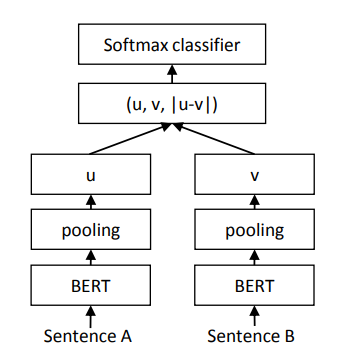 Softmax classifier
(u, v, |u-v|)
u
v
pooling
pooling
BERT
BERT
Sentence A
Sentence B